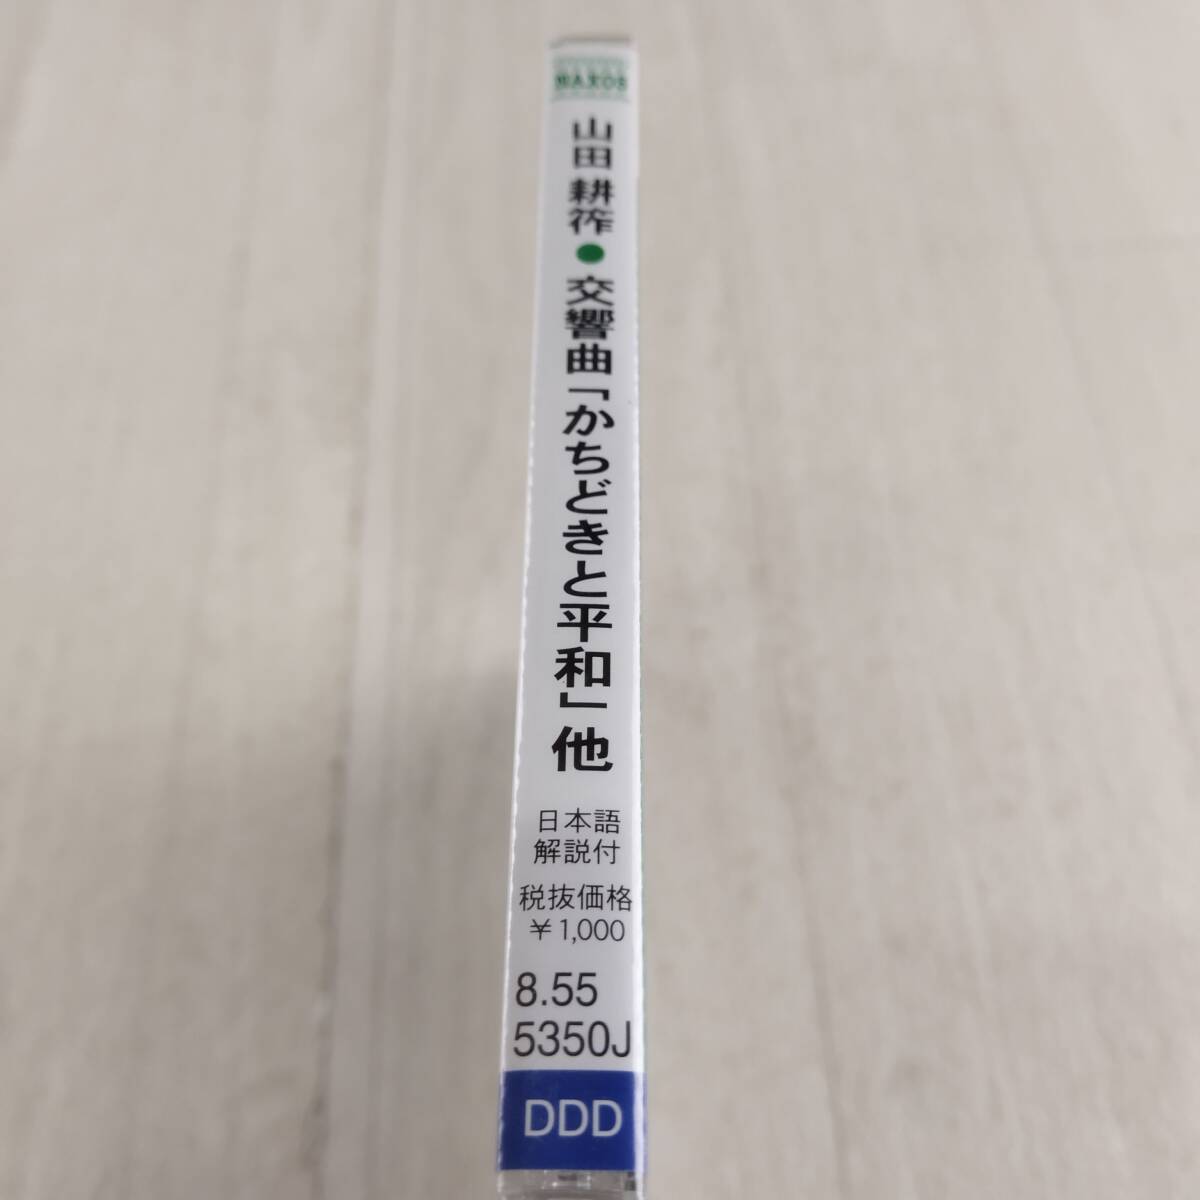 NAXOS
山田 耕筰●交響曲「かちどきと平和」他
日本語
解説付
税抜価格
￥1,000
8.55
5350J
DDD